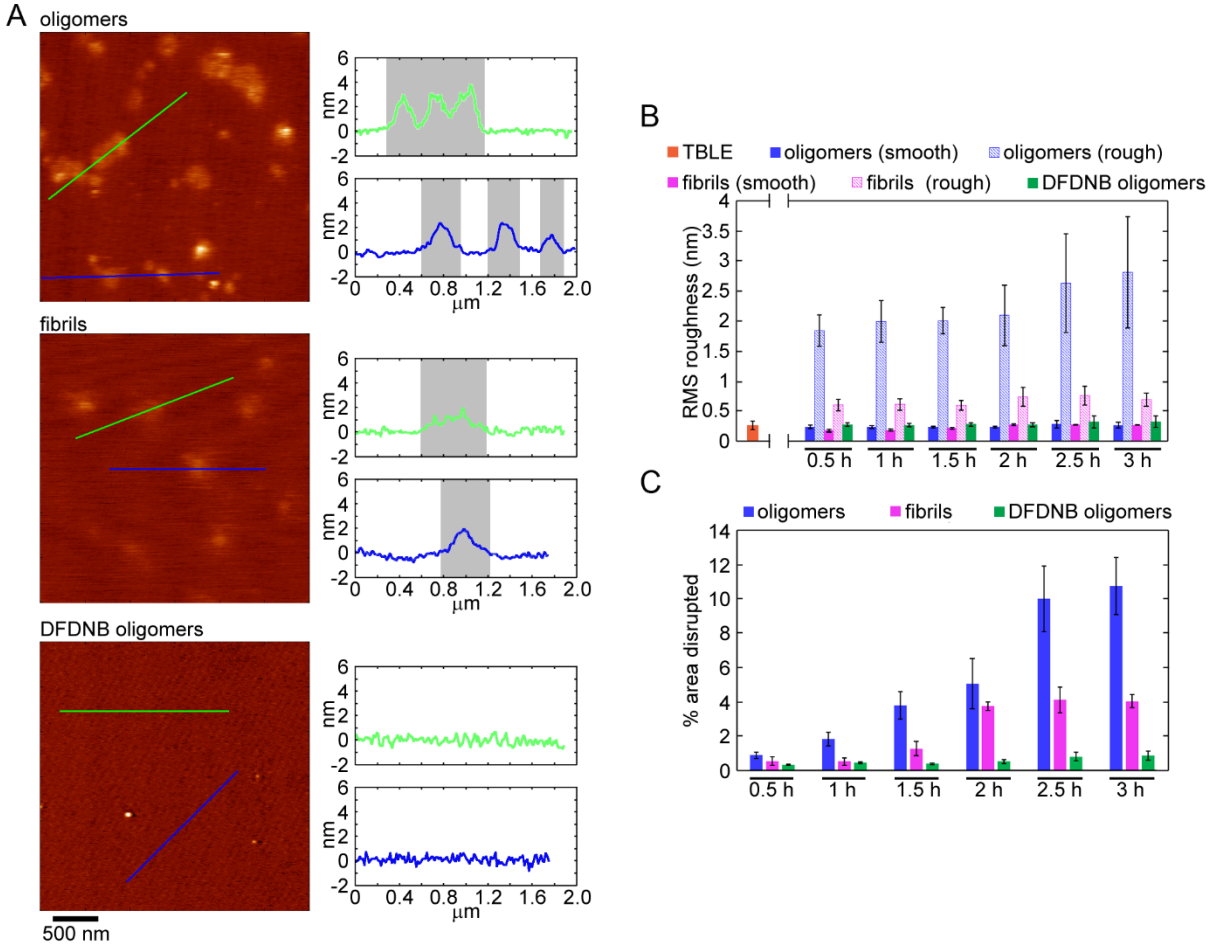 A
oligomers
6
4
2
0
-2
nm
6
4
2
0
-2
nm
0 0.4 0.8 1.2 1.6 2.0
μm
fibrils
6
4
2
0
-2
nm
6
4
2
0
-2
nm
0 0.4 0.8 1.2 1.6 2.0
μm
DFDNB oligomers
6
4
2
0
-2
nm
6
4
2
0
-2
nm
0 0.4 0.8 1.2 1.6 2.0
μm
500 nm
B
TBLE oligomers (smooth) oligomers (rough)
fibrils (smooth) fibrils (rough) DFDNB oligomers
RMS roughness (nm)
4
3.5
3
2.5
2
1.5
1
0.5
0
0.5 h 1 h 1.5 h 2 h 2.5 h 3 h
C
oligomers fibrils DFDNB oligomers
% area disrupted
14
12
10
8
6
4
2
0
0.5 h 1 h 1.5 h 2 h 2.5 h 3 h